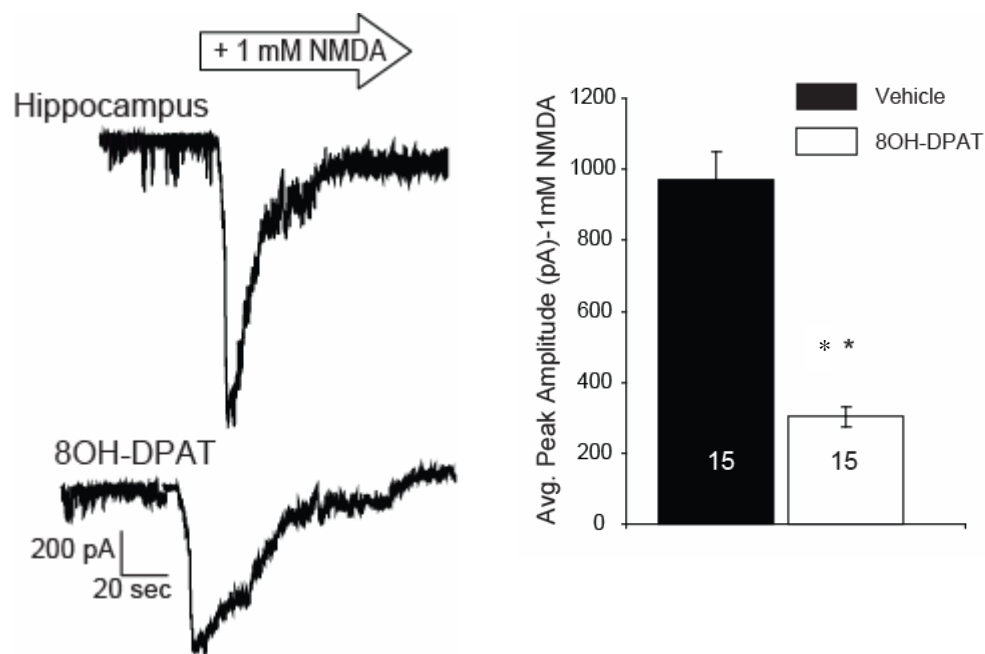 + 1 mM NMDA
Hippocampus
8OH-DPAT
200 pA
20 sec
Avg. Peak Amplitude (pA)-1mM NMDA
1200
1000
800
600
400
200
0
Vehicle
8OH-DPAT
* *
15 15